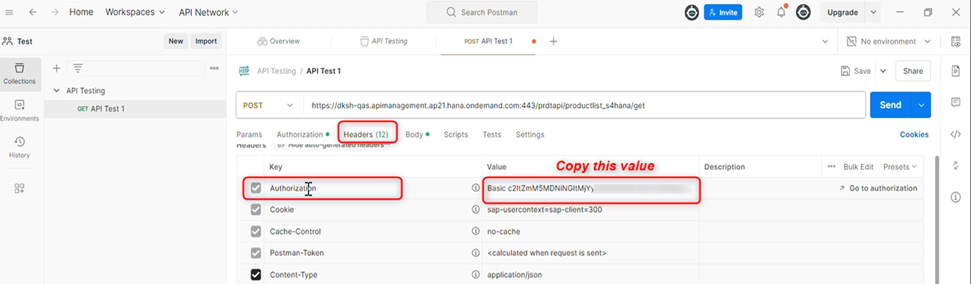 Home Workspaces API Network Search Postman Invite Upgrade
Test New Import Overview API Testing POST API Test 1 No environment
Collections API Testing API Testing / API Test 1 Save Share
GET API Test 1 POST https://dksh-qas.apimanagement.ap21.hana.ondemand.com:443/prdtapi/productlist_s4hana/get Send
Environments
History Params Authorization Headers (12) Body Scripts Tests Settings Cookies
Headers Hide auto-generated headers
Key Value Copy this value Description Bulk Edit Presets
Authorization Go to authorization
Basic
Cookie sap-usercontext=sap-client=300
Cache-Control no-cache
Postman-Token <calculated when request is sent>
Content-Type application/json